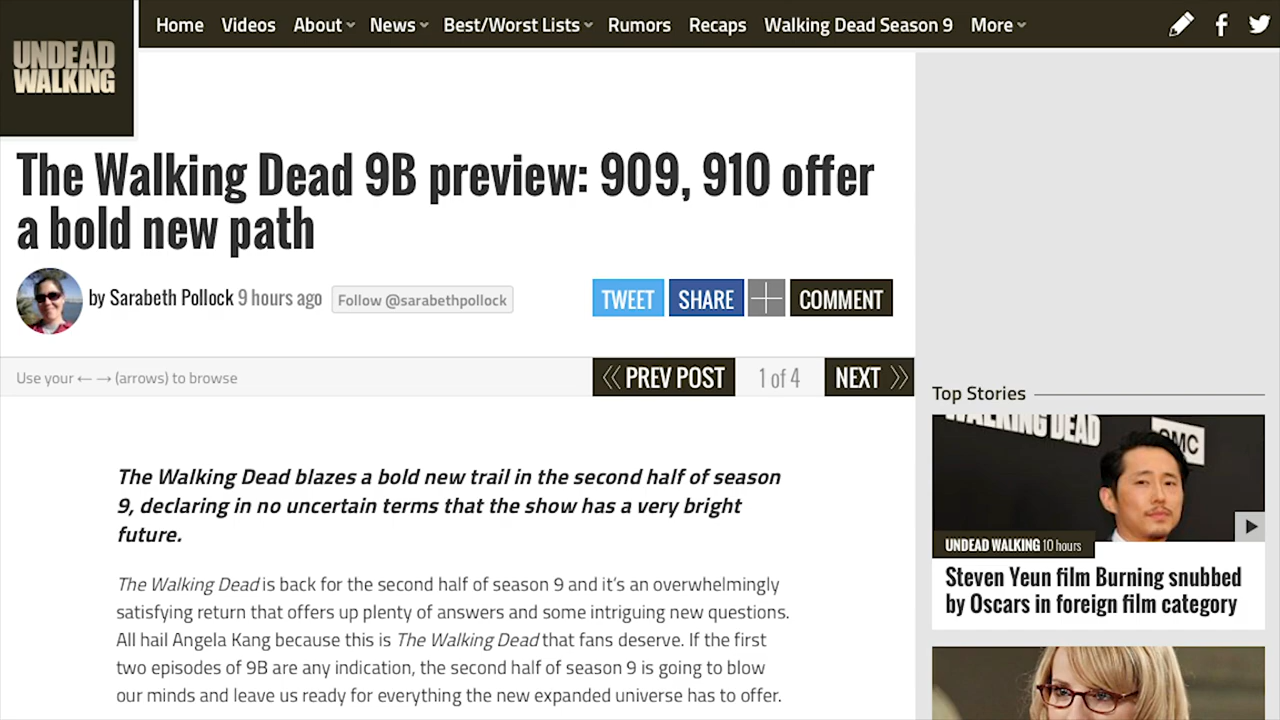 Home Videos About News Best/Worst Lists Rumors Recaps Walking Dead Season 9 More
UNDEAD
WALKING
The Walking Dead 9B preview: 909, 910 offer
a bold new path
by Sarabeth Pollock 9 hours ago Follow @sarabethpollock
TWEET SHARE COMMENT
Use your ← → (arrows) to browse
PREV POST 1 of 4 NEXT
The Walking Dead blazes a bold new trail in the second half of season
9, declaring in no uncertain terms that the show has a very bright
future.
The Walking Dead is back for the second half of season 9 and it's an overwhelmingly
satisfying return that offers up plenty of answers and some intriguing new questions.
All hail Angela Kang because this is The Walking Dead that fans deserve. If the first
two episodes of 9B are any indication, the second half of season 9 is going to blow
our minds and leave us ready for everything the new expanded universe has to offer.
Top Stories
WALKING DEAD
AMC
UNDEAD WALKING 10 hours
Steven Yeun film Burning snubbed
by Oscars in foreign film category